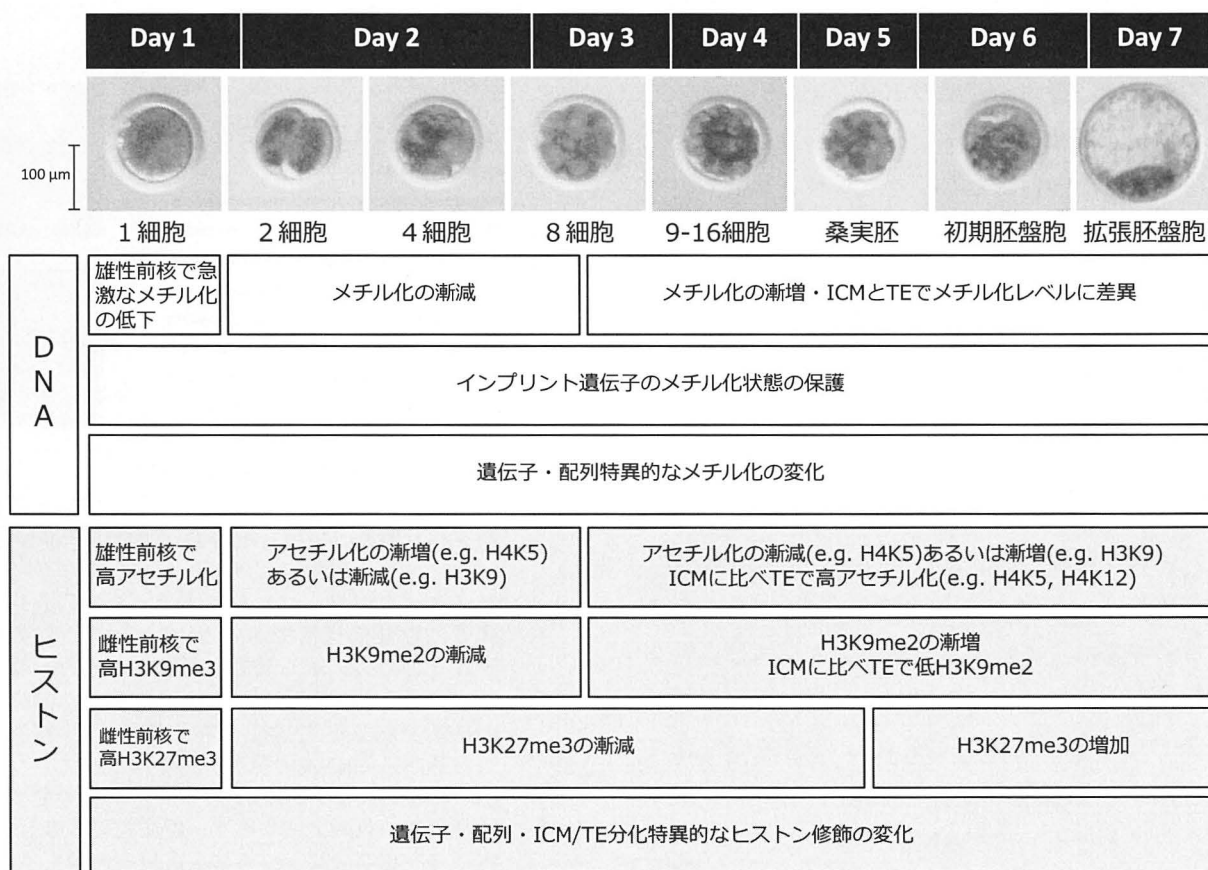 Day 1
Day 2
Day 3
Day 4
Day 5
Day 6
Day 7
100 μm
1細胞
2細胞
4細胞
8細胞
9-16細胞
桑実胚
初期胚盤胞
拡張胚盤胞
DNA
雄性前核で急
激なメチル化
の低下
メチル化の漸減
メチル化の漸増・ICMとTEでメチル化レベルに差異
インプリント遺伝子のメチル化状態の保護
遺伝子・配列特異的なメチル化の変化
ヒストン
雄性前核で
高アセチル化
アセチル化の漸増(e.g. H4K5)
あるいは漸減(e.g. H3K9)
アセチル化の漸減(e.g. H4K5)あるいは漸増(e.g. H3K9)
ICMに比べTEで高アセチル化(e.g. H4K5, H4K12)
雌性前核で
高H3K9me3
H3K9me2の漸減
H3K9me2の漸増
ICMに比べTEで低H3K9me2
雌性前核で
高H3K27me3
H3K27me3の漸減
H3K27me3の増加
遺伝子・配列・ICM/TE分化特異的なヒストン修飾の変化